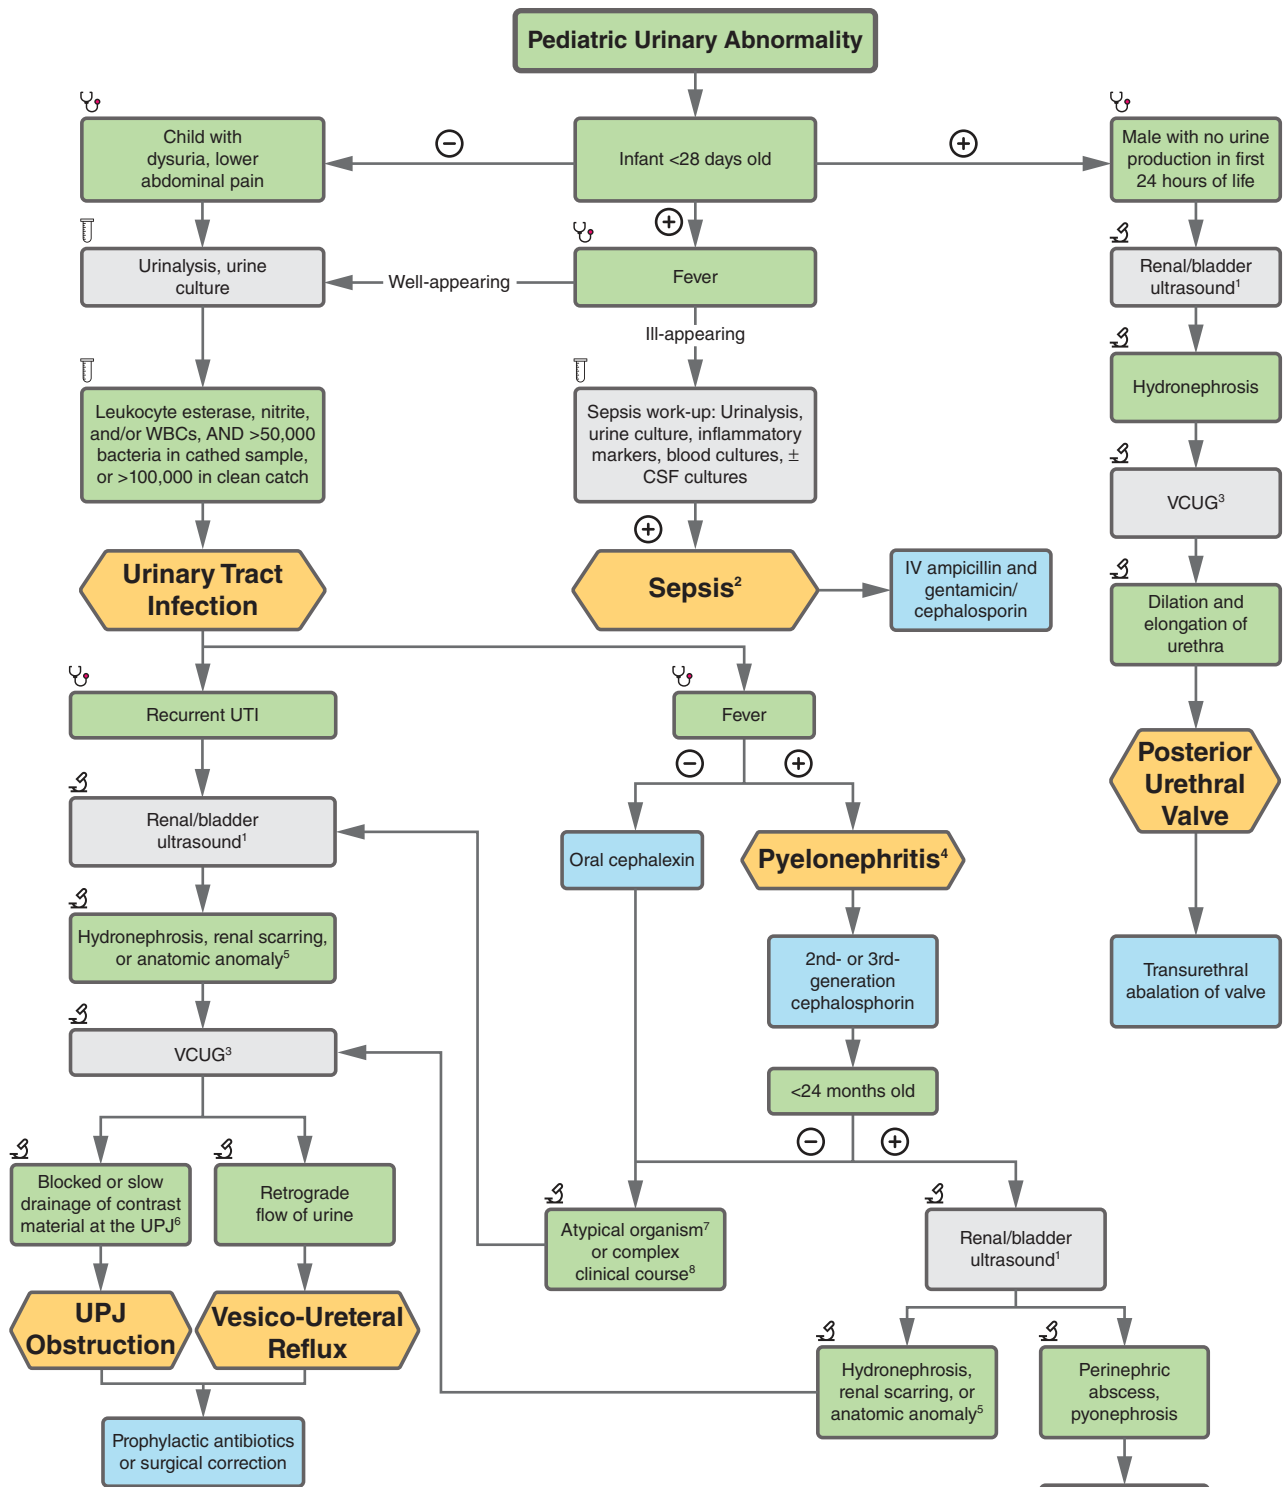 Pediatric Urinary Abnormality
Child with
dysuria, lower
abdominal pain
−
Infant <28 days old
+
Male with no urine
production in first
24 hours of life
+
Urinalysis, urine
culture
Well-appearing
Fever
Renal/bladder
ultrasound1
Ill-appearing
Hydronephrosis
Leukocyte esterase, nitrite,
and/or WBCs, AND >50,000
bacteria in cathed sample,
or >100,000 in clean catch
Sepsis work-up: Urinalysis,
urine culture, inflammatory
markers, blood cultures, ±
CSF cultures
VCUG3
+
Urinary Tract
Infection
Sepsis2
IV ampicillin and
gentamicin/
cephalosporin
Dilation and
elongation of
urethra
Recurrent UTI
Fever
−
+
Posterior
Urethral
Valve
Renal/bladder
ultrasound1
Oral cephalexin
Pyelonephritis4
Hydronephrosis, renal scarring,
or anatomic anomaly5
2nd- or 3rd-
generation
cephalosphorin
Transurethral
abalation of valve
VCUG3
<24 months old
−
+
Blocked or slow
drainage of contrast
material at the UPJ6
Retrograde
flow of urine
Atypical organism7
or complex
clinical course8
Renal/bladder
ultrasound1
UPJ
Obstruction
Vesico-Ureteral
Reflux
Hydronephrosis,
renal scarring, or
anatomic anomaly5
Perinephric
abscess,
pyonephrosis
Prophylactic antibiotics
or surgical correction